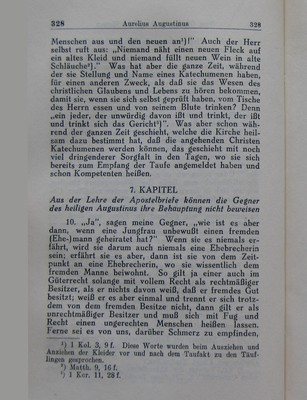 328 Aurelius Augustinus 328
Menschen aus und den neuen an¹)!" Auch der Herr
selbst ruft aus: „Niemand näht einen neuen Fleck auf
ein altes Kleid und niemand füllt neuen Wein in alte
Schläuche²)." Was hat aber die ganze Zeit, während
der sie Stellung und Name eines Katechumenen haben,
für einen anderen Zweck, als daß sie das Wesen des
christlichen Glaubens und Lebens zu hören bekommen,
damit sie, wenn sie sich selbst geprüft haben, vom Tische
des Herrn essen und von seinem Blute trinken? Denn
„ein jeder, der unwürdig davon ißt und trinkt, der ißt
und trinkt sich das Gericht³)". Was aber schon wäh-
rend der ganzen Zeit geschieht, welche die Kirche heil-
sam dazu bestimmt hat, daß die angehenden Christen
Katechumenen werden können, das geschieht mit noch
viel dringenderer Sorgfalt in den Tagen, wo sie sich
bereits zum Empfang der Taufe angemeldet haben und
schon Kompetenten heißen.
7. KAPITEL
Aus der Lehre der Apostelbriefe können die Gegner
des heiligen Augustinus ihre Behauptung nicht beweisen
10. „Ja", sagen meine Gegner, „wie ist es aber
dann, wenn eine Jungfrau unbewußt einen fremden
(Ehe-)mann geheiratet hat?" Wenn sie es niemals er-
fährt, wird sie darum auch niemals eine Ehebrecherin
sein; erfährt sie es aber, dann ist sie von dem Zeit-
punkt an eine Ehebrecherin, wo sie wissentlich dem
fremden Manne beiwohnt. So gilt ja einer auch im
Güterrecht solange mit vollem Recht als rechtmäßiger
Besitzer, als er nichts davon weiß, daß er fremdes Gut
besitzt; weiß er es aber einmal und trennt er sich trotz-
dem von dem fremden Besitz nicht, dann gilt er als
unrechtmäßiger Besitzer und muß sich mit Fug und
Recht einen ungerechten Menschen heißen lassen.
Ferne sei es von uns, darüber Schmerz zu empfinden,
¹) 1 Kol. 3, 9 f. Diese Worte wurden beim Ausziehen und
Anziehen der Kleider vor und nach dem Taufakt zu den Täuf-
lingen gesprochen.
²) Matth. 9, 16 f.
³) 1 Kor. 11, 28 f.